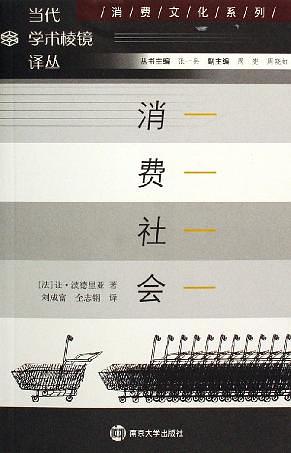 当代
学术棱镜
译丛
/消/费/文/化/系/列/
丛书主编 张一兵 副主编 周 宪 周晓虹
消
费
社
会
[法] 让·波德里亚 著
刘成富 全志钢 译
南京大学出版社